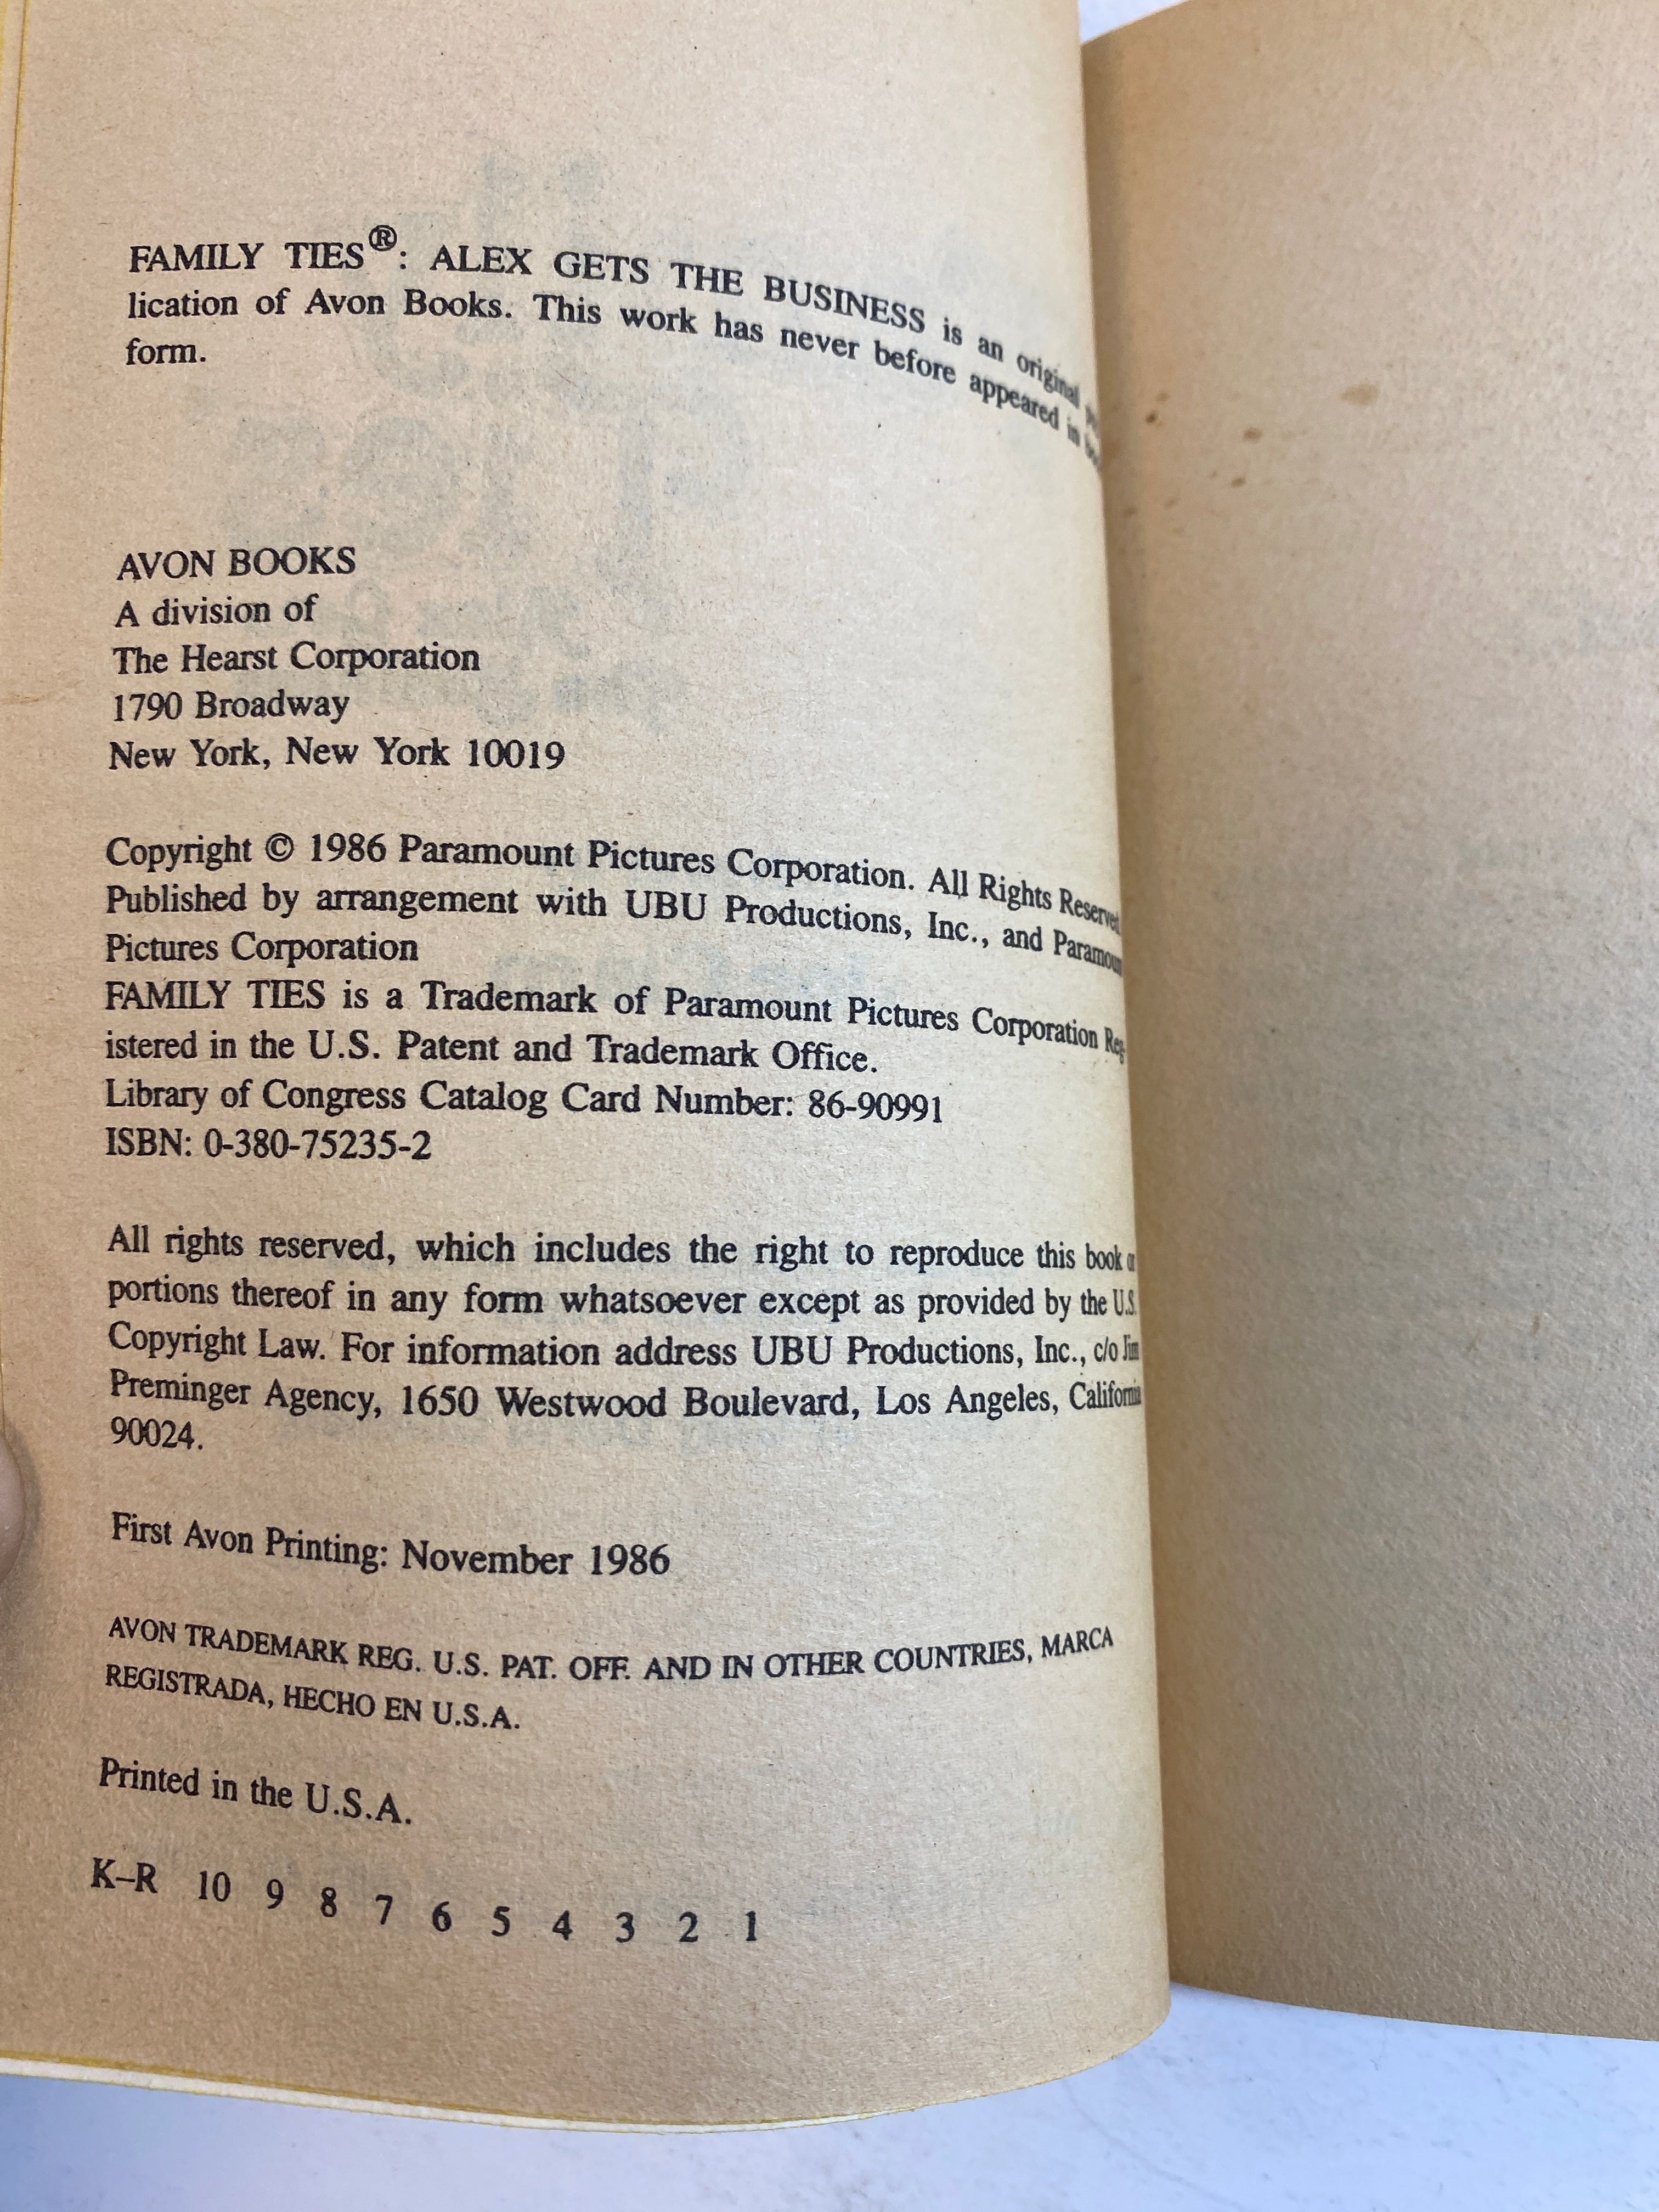 FAMILY TIES®: ALEX GETS THE BUSINESS is an original
lication of Avon Books. This work has never before appeared in
form.
AVON BOOKS
A division of
The Hearst Corporation
1790 Broadway
New York, New York 10019
Copyright © 1986 Paramount Pictures Corporation. All Rights Reserved
Published by arrangement with UBU Productions, Inc., and Paramount
Pictures Corporation
FAMILY TIES is a Trademark of Paramount Pictures Corporation Reg-
istered in the U.S. Patent and Trademark Office.
Library of Congress Catalog Card Number: 86-90991
ISBN: 0-380-75235-2
All rights reserved, which includes the right to reproduce this book or
portions thereof in any form whatsoever except as provided by the U.S.
Copyright Law. For information address UBU Productions, Inc., c/o Jim
Preminger Agency, 1650 Westwood Boulevard, Los Angeles, California
90024.
First Avon Printing: November 1986
AVON TRADEMARK REG. U.S. PAT. OFF. AND IN OTHER COUNTRIES, MARCA
REGISTRADA, HECHO EN U.S.A.
Printed in the U.S.A.
K–R 10 9 8 7 6 5 4 3 2 1